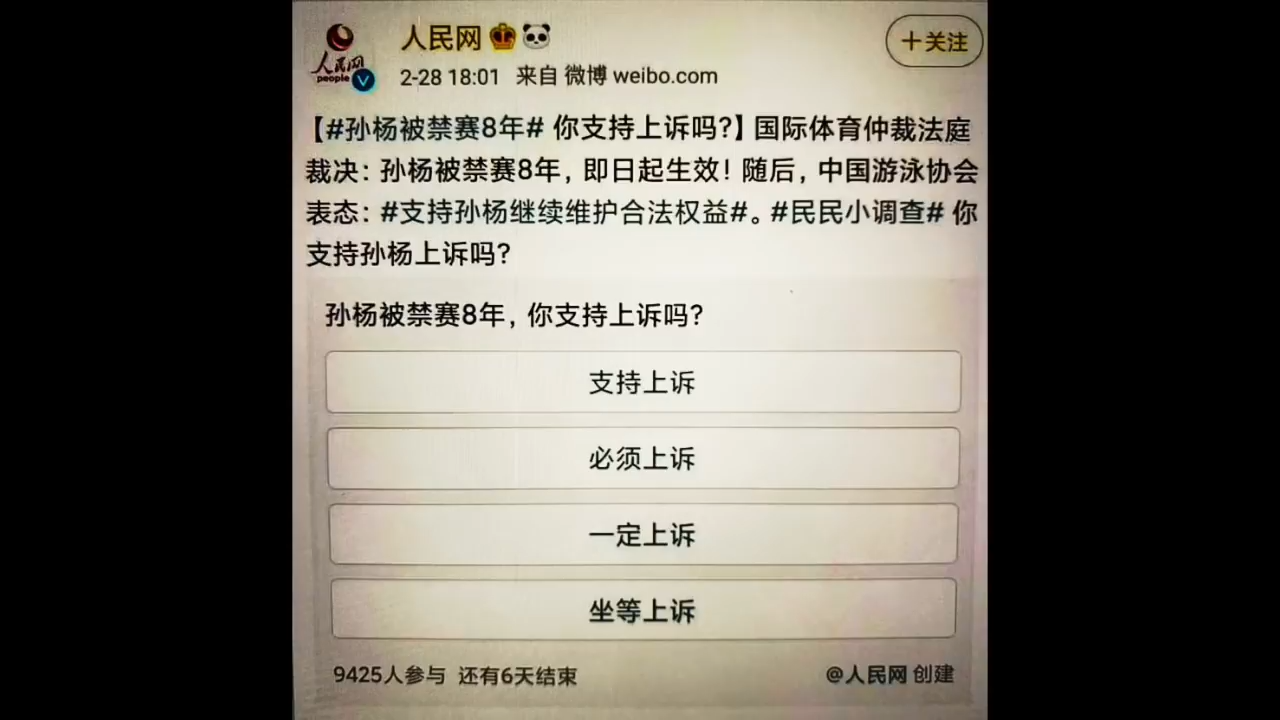 人民网
人民网
people
2-28 18:01 来自 微博 weibo.com
十关注
【#孙杨被禁赛8年# 你支持上诉吗?】国际体育仲裁法庭
裁决：孙杨被禁赛8年，即日起生效！随后，中国游泳协会
表态：#支持孙杨继续维护合法权益#。#民民小调查# 你
支持孙杨上诉吗?
孙杨被禁赛8年，你支持上诉吗?
支持上诉
必须上诉
一定上诉
坐等上诉
9425人参与 还有6天结束
@人民网 创建